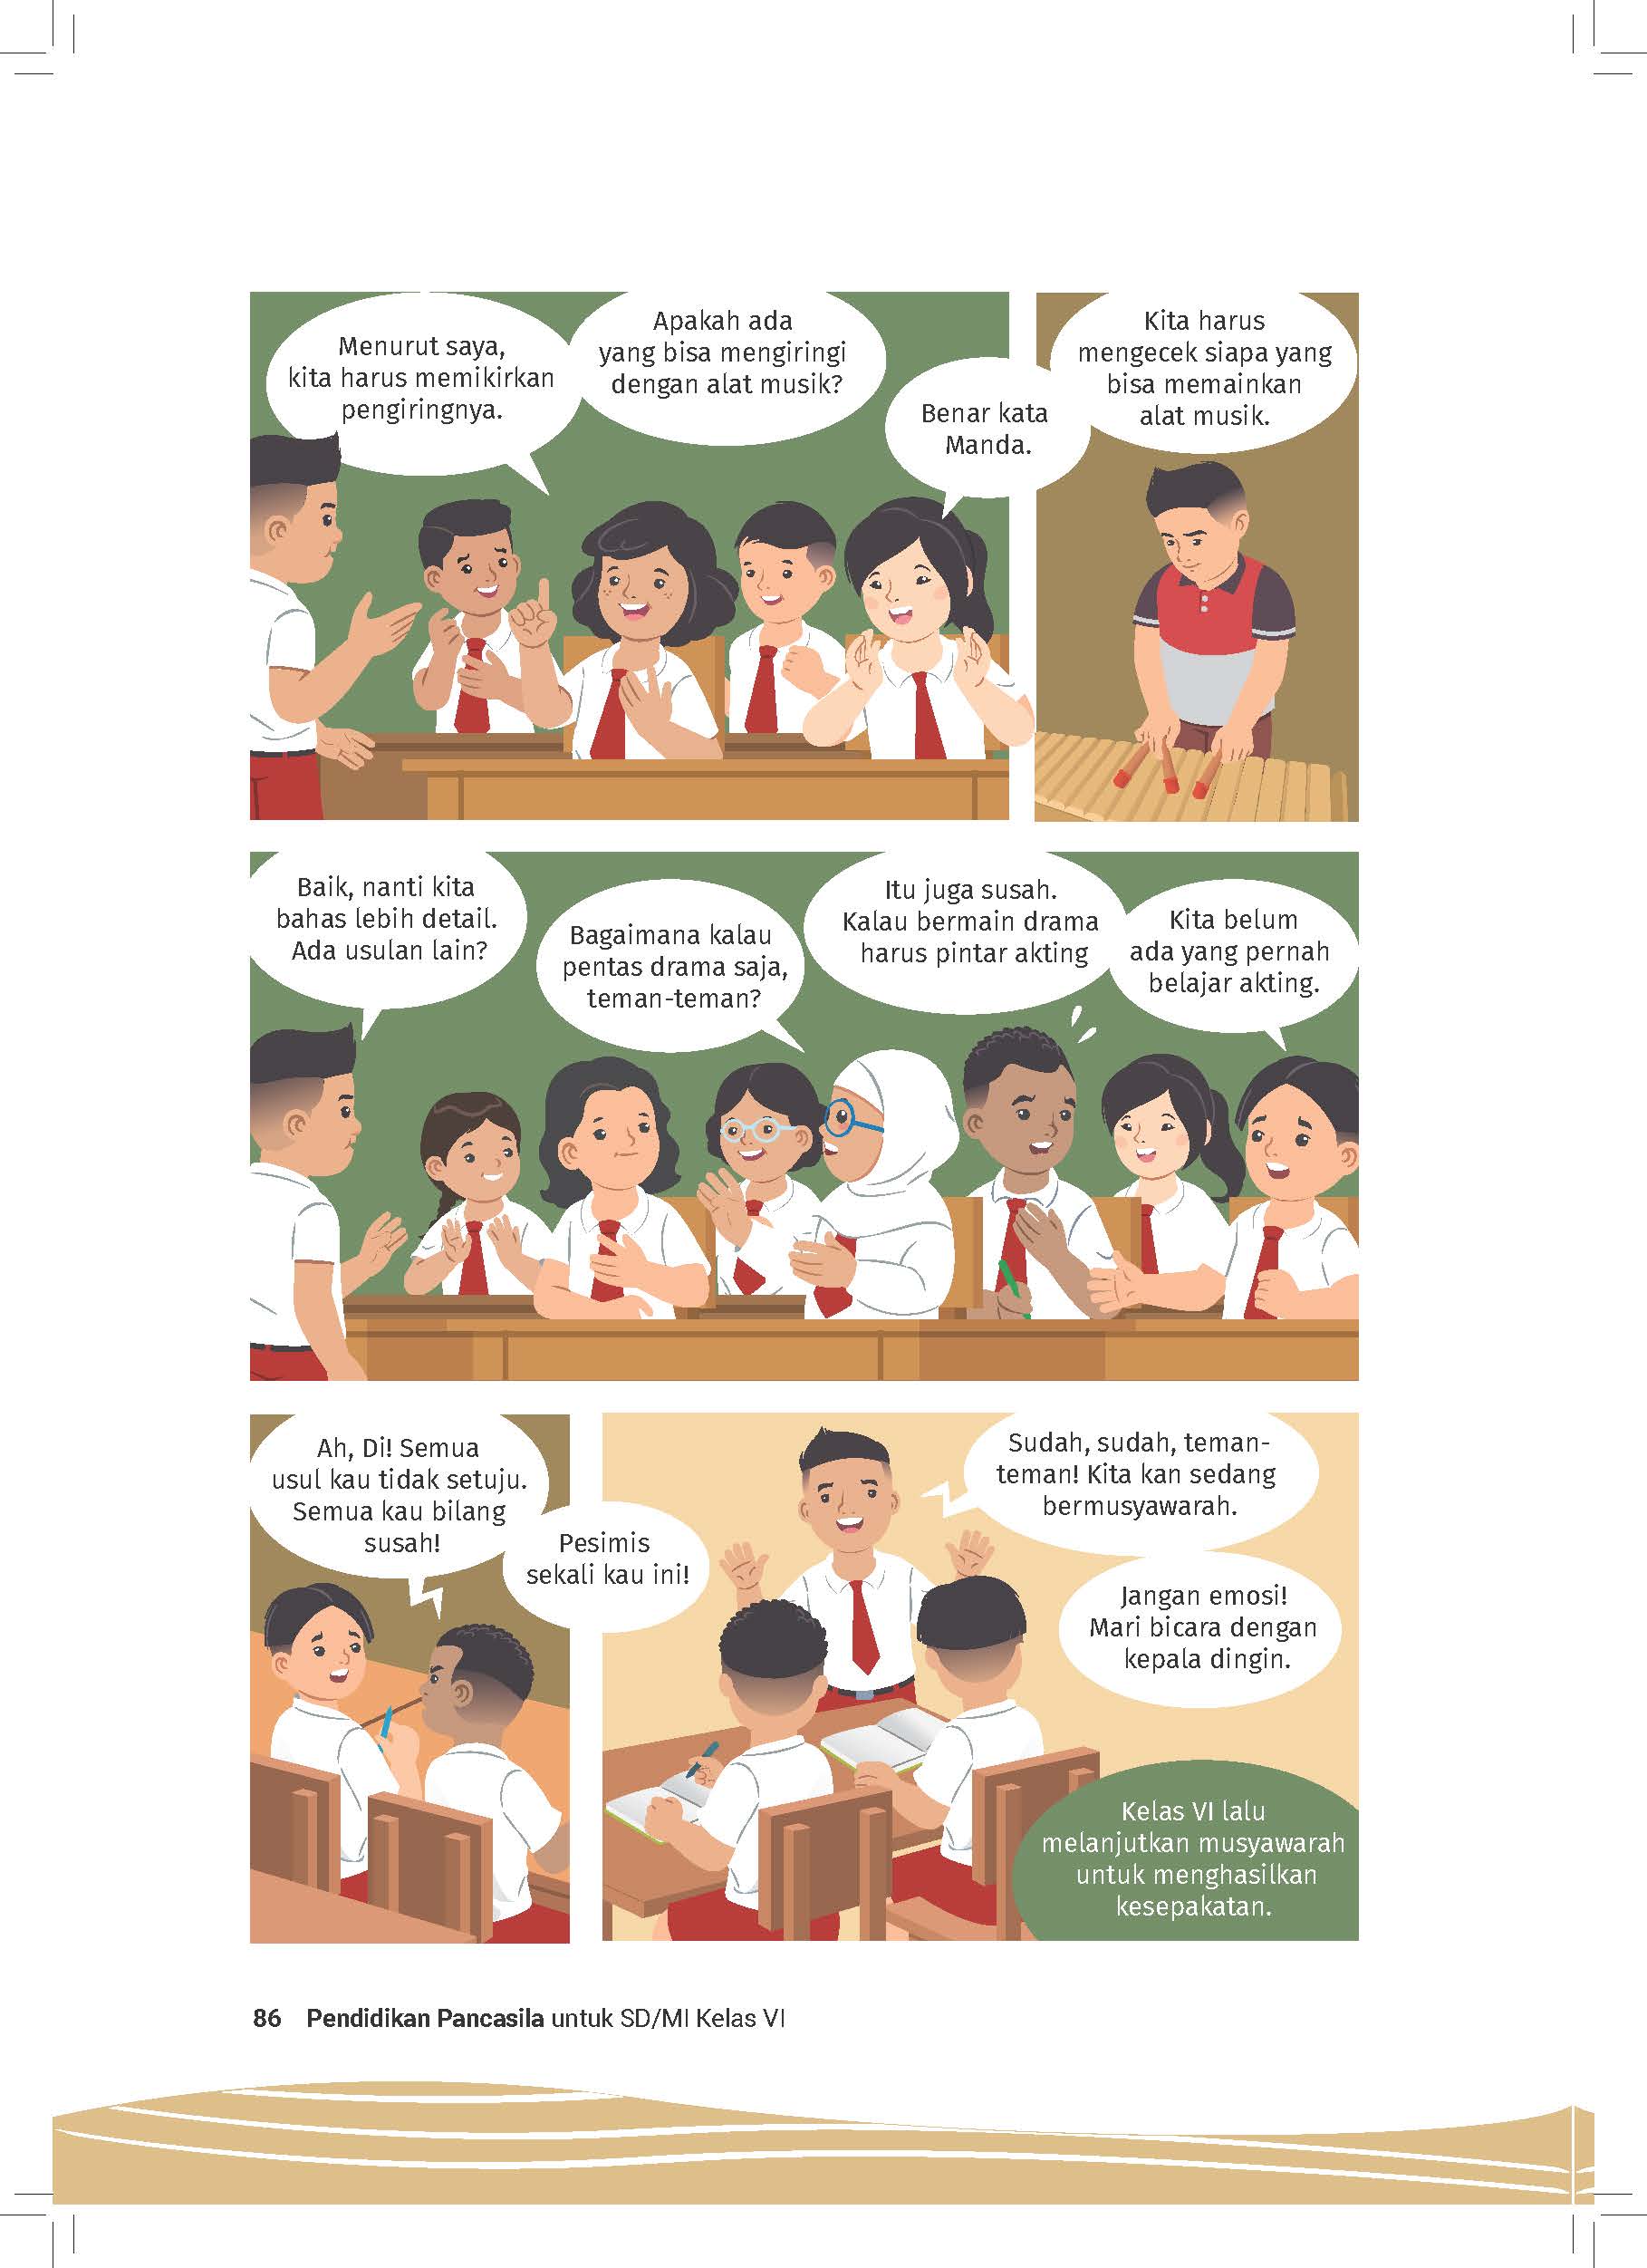 Menurut saya,
kita harus memikirkan
pengiringnya.
Apakah ada
yang bisa mengiringi
dengan alat musik?
Benar kata
Manda.
Kita harus
mengecek siapa yang
bisa memainkan
alat musik.
Baik, nanti kita
bahas lebih detail.
Ada usulan lain?
Bagaimana kalau
pentas drama saja,
teman-teman?
Itu juga susah.
Kalau bermain drama
harus pintar akting
Kita belum
ada yang pernah
belajar akting.
Ah, Di! Semua
usul kau tidak setuju.
Semua kau bilang
susah!
Pesimis
sekali kau ini!
Sudah, sudah, teman-
teman! Kita kan sedang
bermusyawarah.
Jangan emosi!
Mari bicara dengan
kepala dingin.
Kelas VI lalu
melanjutkan musyawarah
untuk menghasilkan
kesepakatan.
86 Pendidikan Pancasila untuk SD/MI Kelas VI